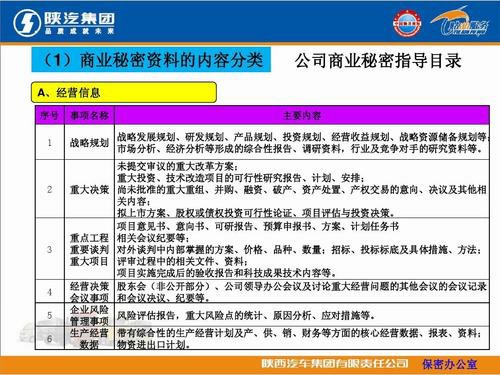 陕汽集团
品质成就未来
(1)商业秘密资料的内容分类
公司商业秘密指导目录
A、经营信息
序号 事项名称 主要内容
1 战略规划
战略发展规划、研发规划、产品规划、投资规划、经营收益规划、战略资源储备规划等;
市场分析、经济分析等形成的综合性报告、调研资料,行业及竞争对手的研究资料等。
2 重大决策
未提交审议的重大改革方案;
重大投资、技术改造项目的可行性研究报告、计划、安排;
尚未批准的重大重组、并购、融资、破产、资产处置、产权交易的意向、决议及其他相
关内容;
拟上市方案、股权或债权投资可行性论证、项目评估与投资决策。
3 重点工程
重要谈判
重大项目
项目意见书、意向书、可研报告、预算申报书、方案、计划任务书
相关会议纪要等;
对外谈判中内部掌握的方案、价格、品种、数量;招标、投标标底及具体措施、方法;
评审过程中的相关文件、资料;
项目实施完成后的验收报告和科技成果技术内容等。
4 经营决策
会议事项
股东会(非公开部分)、公司领导办公会议及讨论重大经营问题的其他会议的会议记录
和会议决议、纪要等。
5 企业风险
管理事项
风险评估报告,重大风险点的统计、原因分析、应对措施等。
6 生产经营
数据
带有综合性的生产经营计划及产、供、销、财务等方面的核心经营数据、报表、资料;
物资进出口计划。
陕西汽车集团有限责任公司 保密办公室